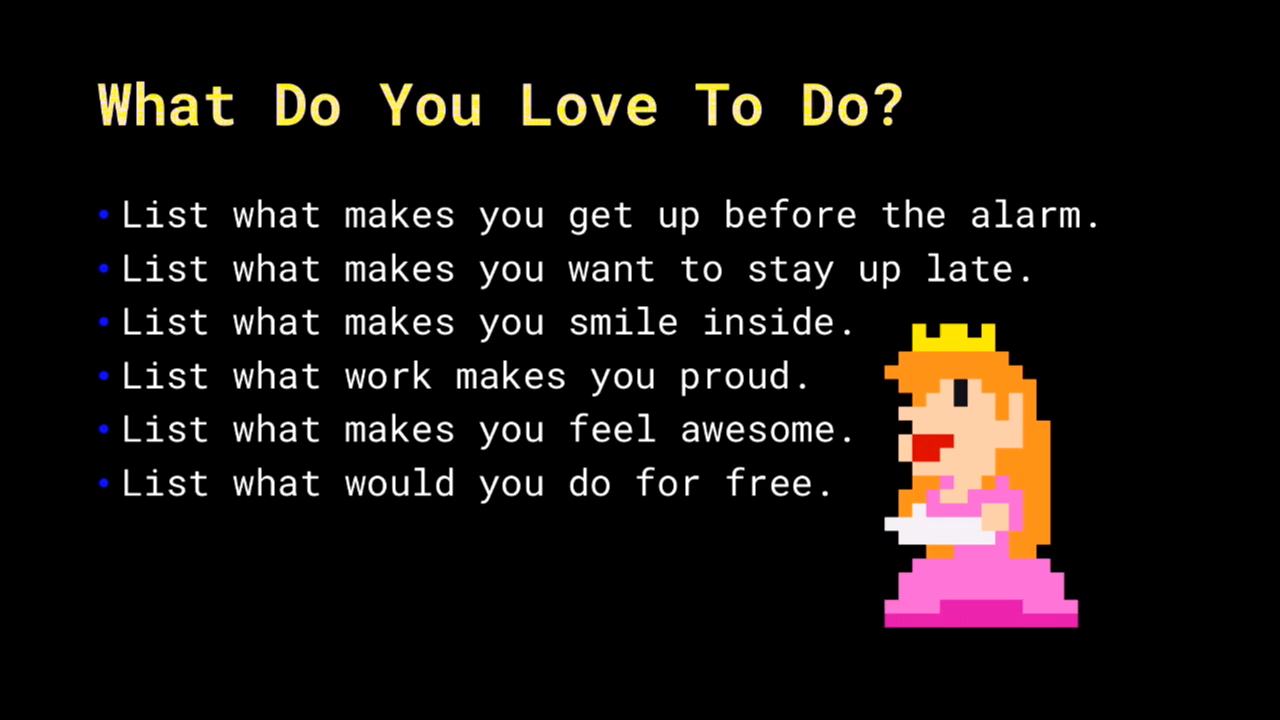 What Do You Love To Do?
• List what makes you get up before the alarm.
• List what makes you want to stay up late.
• List what makes you smile inside.
• List what work makes you proud.
• List what makes you feel awesome.
• List what would you do for free.